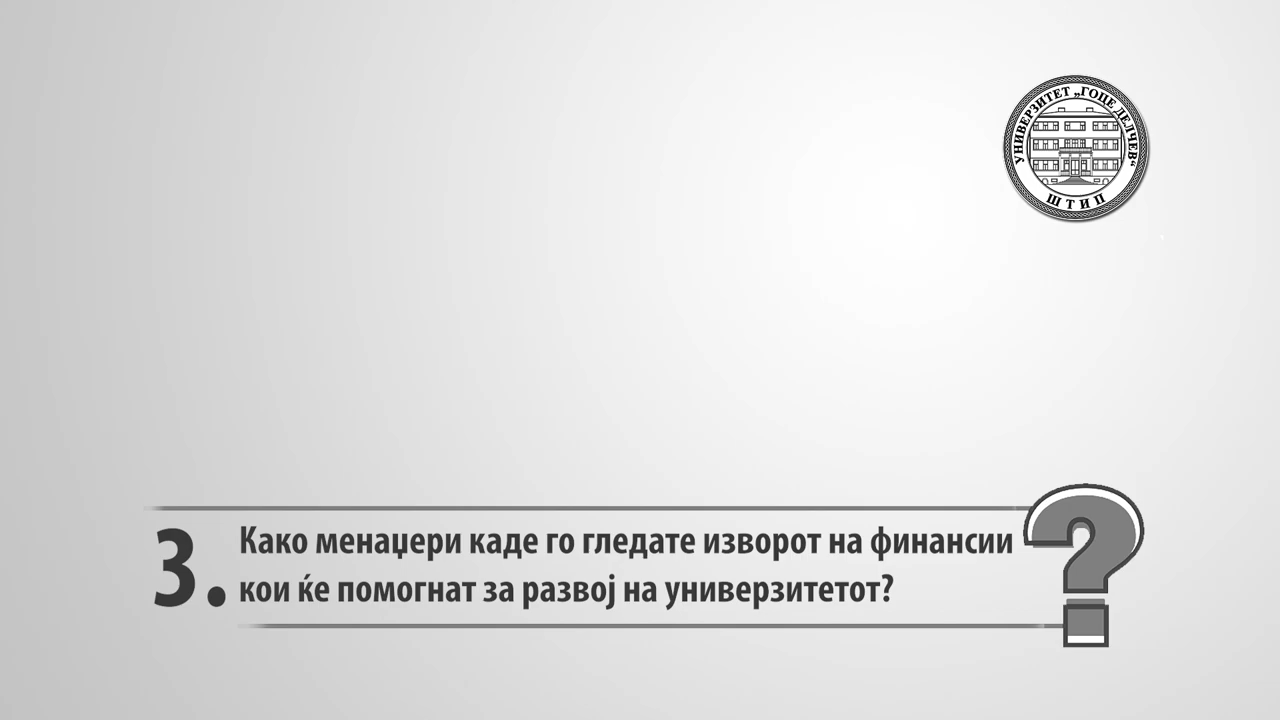 УНИВЕРЗИТЕТ „ГОЦЕ ДЕЛЧЕВ“
ШТИП
3. Како менаџери каде го гледате изворот на финансии
кои ќе помогнат за развој на универзитетот?
?